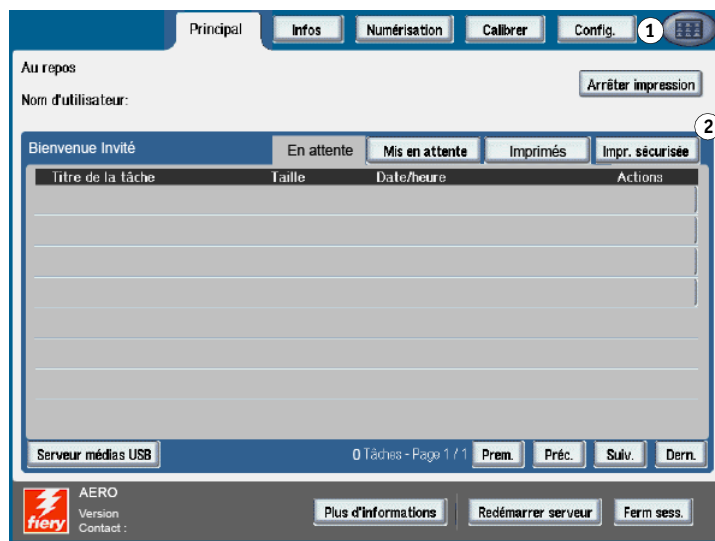 Principal Infos Numérisation Calibrer Config. 1
Au repos
Arrêter impression
Nom d'utilisateur:
2
Bienvenue Invité En attente Mis en attente Imprimés Impr. sécurisée
Titre de la tâche Taille Date/heure Actions
Serveur médias USB 0 Tâches - Page 1 / 1 Prem. Préc. Suiv. Dern.
AERO
Version
Contact :
fiery
Plus d'informations Redémarrer serveur Ferm sess.